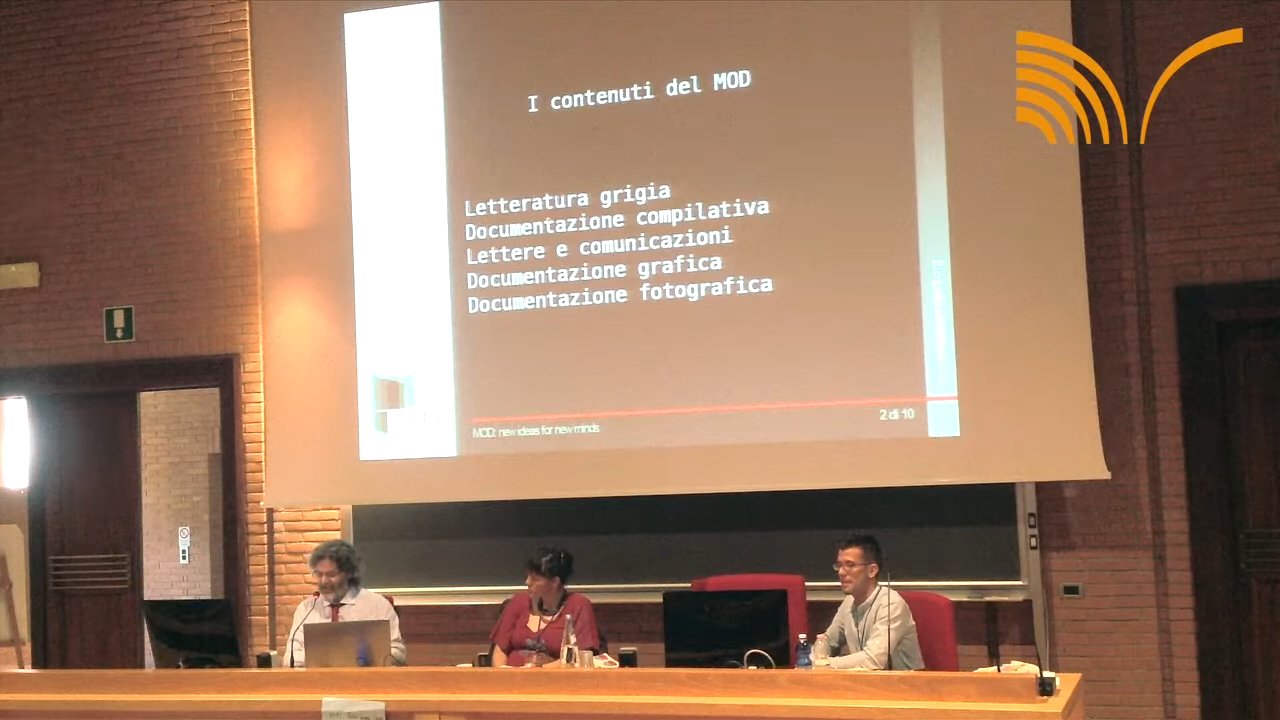 I contenuti del MOD
Letteratura grigia
Documentazione compilativa
Lettere e comunicazioni
Documentazione grafica
Documentazione fotografica
MOD: new ideas for new minds
2 di 10